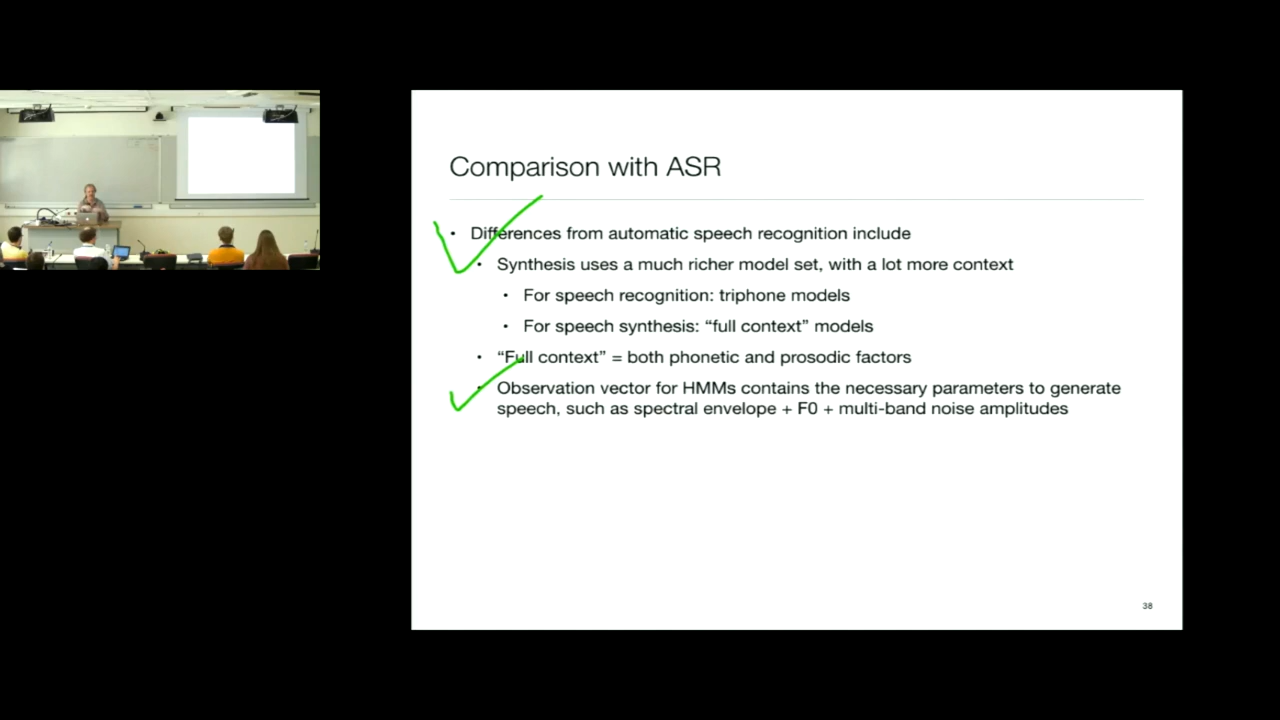 Comparison with ASR
• Differences from automatic speech recognition include
• Synthesis uses a much richer model set, with a lot more context
• For speech recognition: triphone models
• For speech synthesis: “full context” models
• “Full context” = both phonetic and prosodic factors
• Observation vector for HMMs contains the necessary parameters to generate
speech, such as spectral envelope + F0 + multi-band noise amplitudes
38